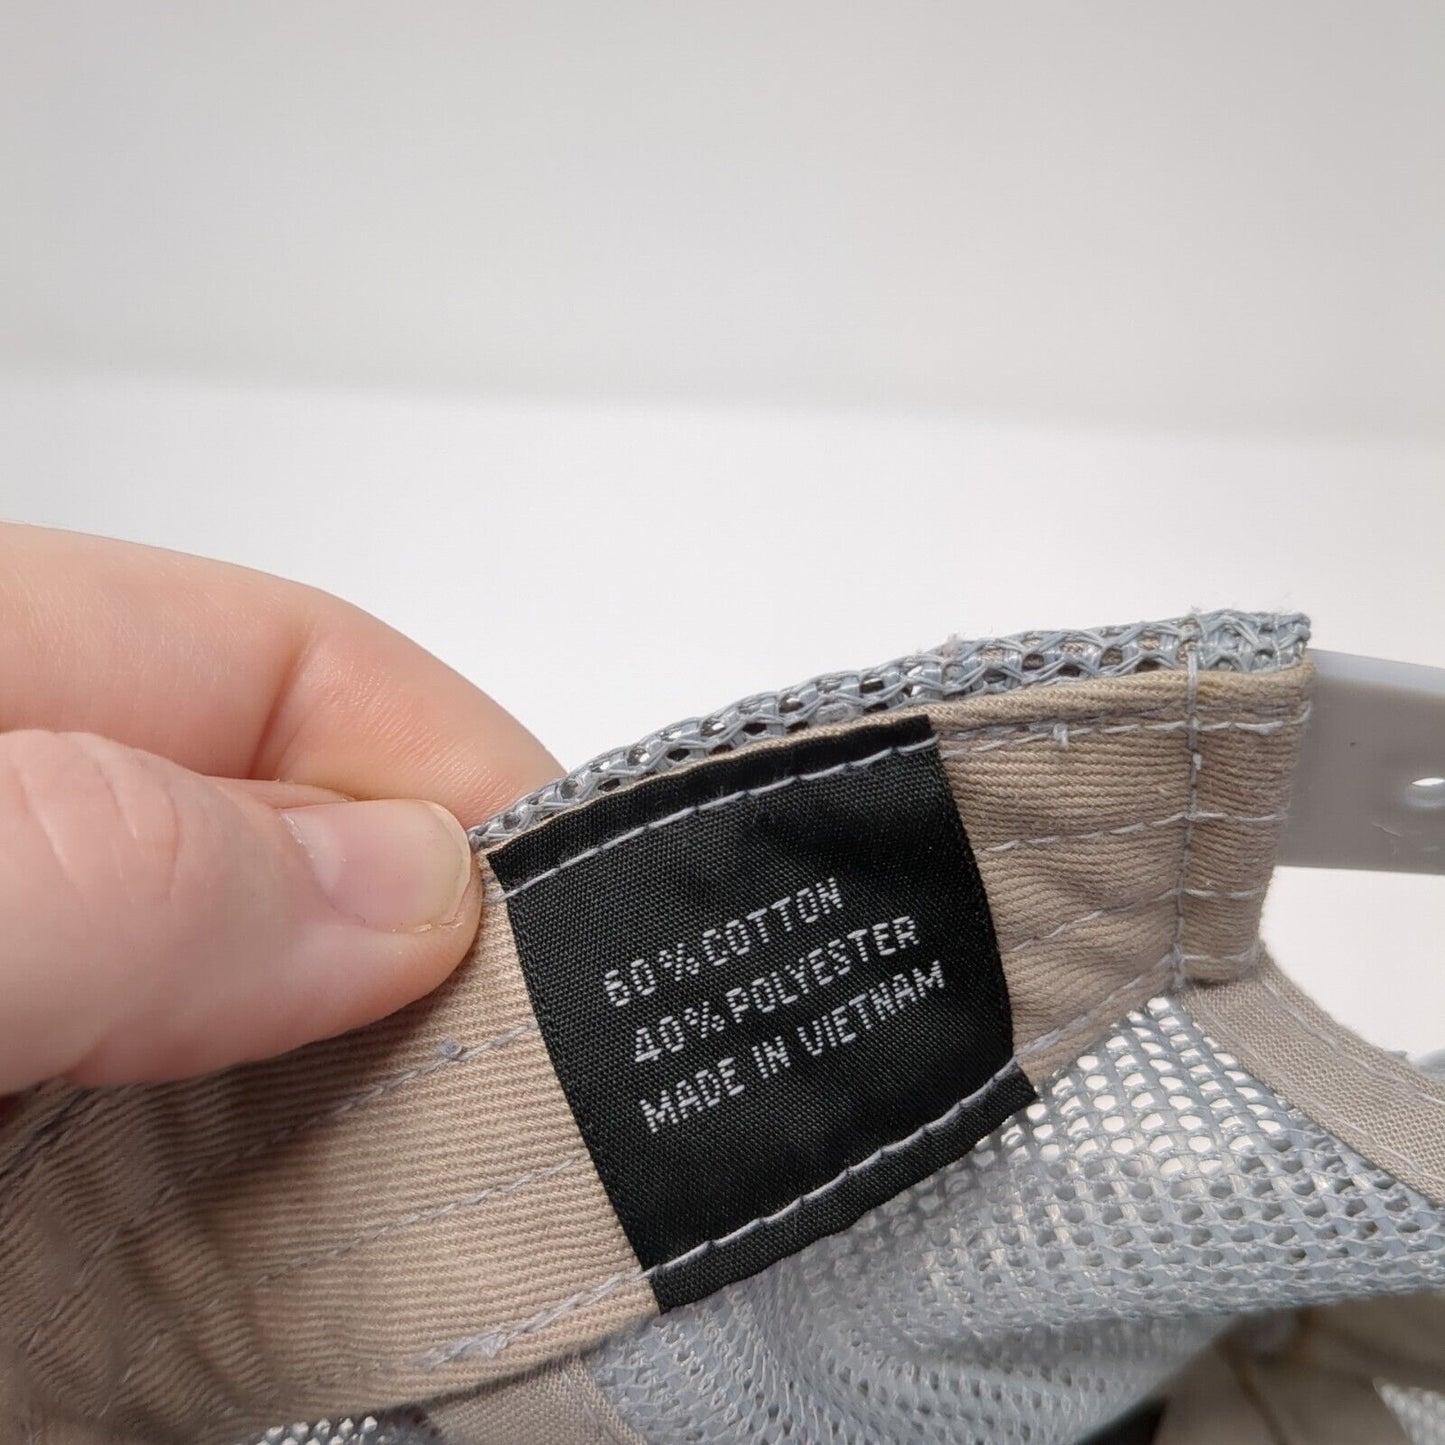 60% COTTON
40% POLYESTER
MADE IN VIETNAM